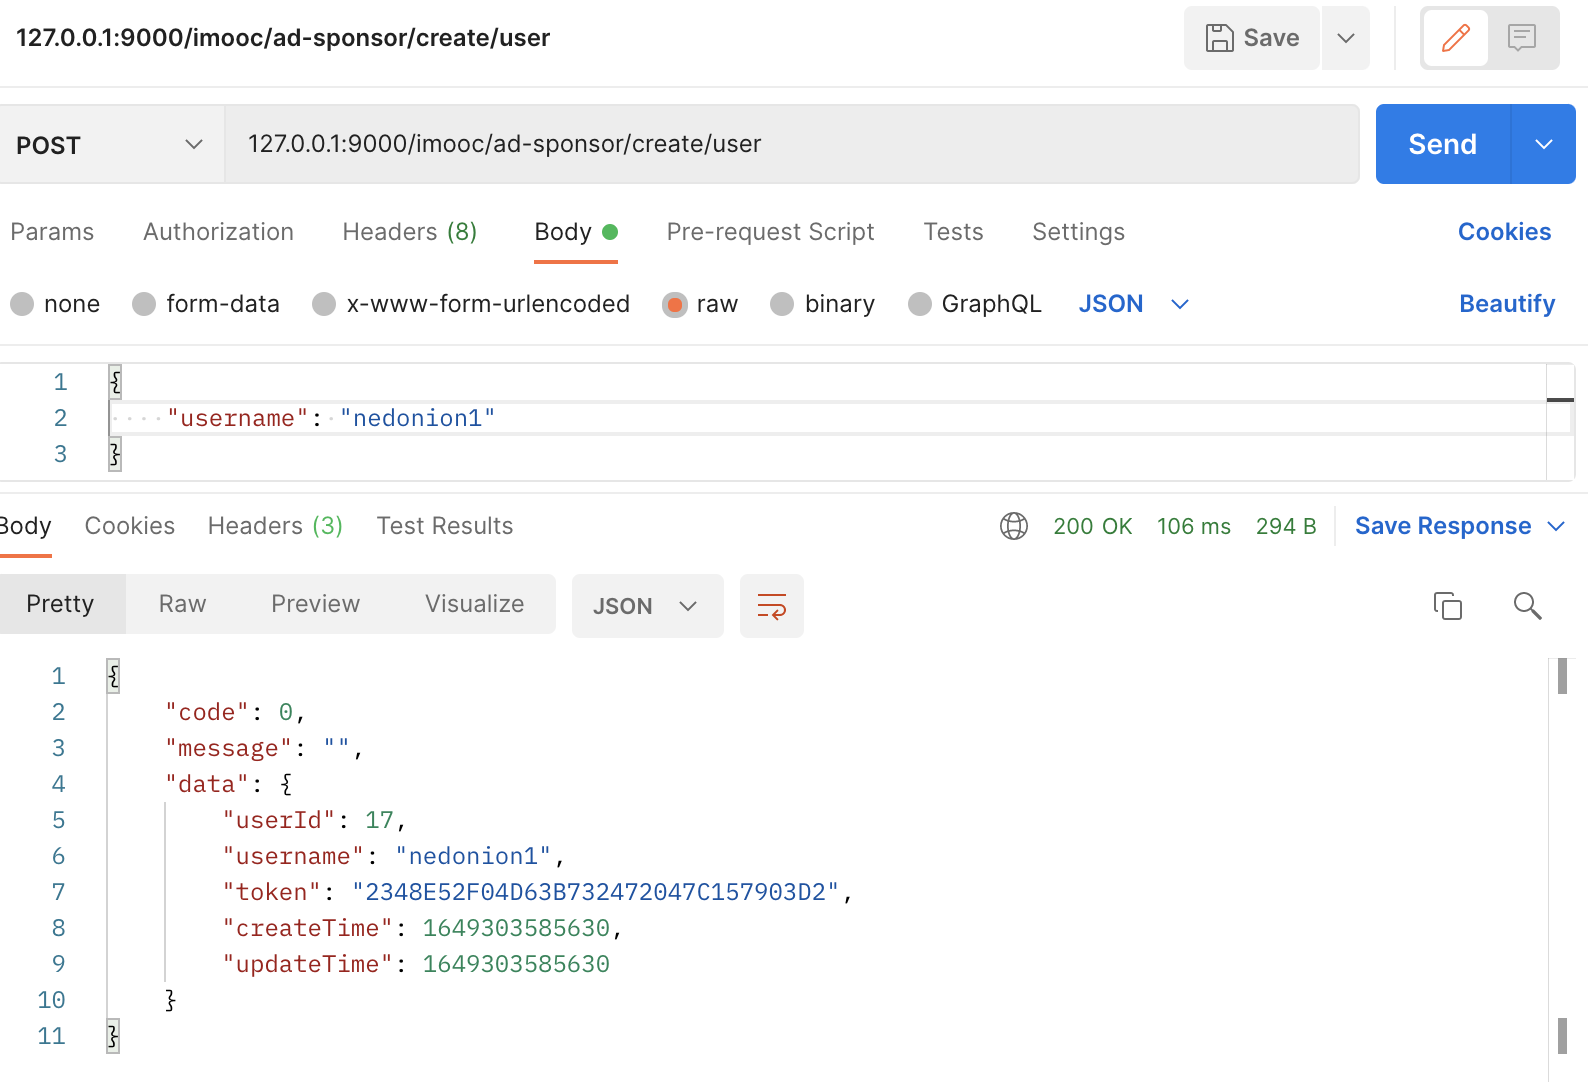 127.0.0.1:9000/imooc/ad-sponsor/create/user Save
POST 127.0.0.1:9000/imooc/ad-sponsor/create/user Send
Params Authorization Headers (8) Body Pre-request Script Tests Settings Cookies
none form-data x-www-form-urlencoded raw binary GraphQL JSON Beautify
1 {
2 "username": "nedonion1"
3 }
Body Cookies Headers (3) Test Results 200 OK 106 ms 294 B Save Response
Pretty Raw Preview Visualize JSON
1 {
2 "code": 0,
3 "message": "",
4 "data": {
5 "userId": 17,
6 "username": "nedonion1",
7 "token": "2348E52F04D63B732472047C157903D2",
8 "createTime": 1649303585630,
9 "updateTime": 1649303585630
10 }
11 }